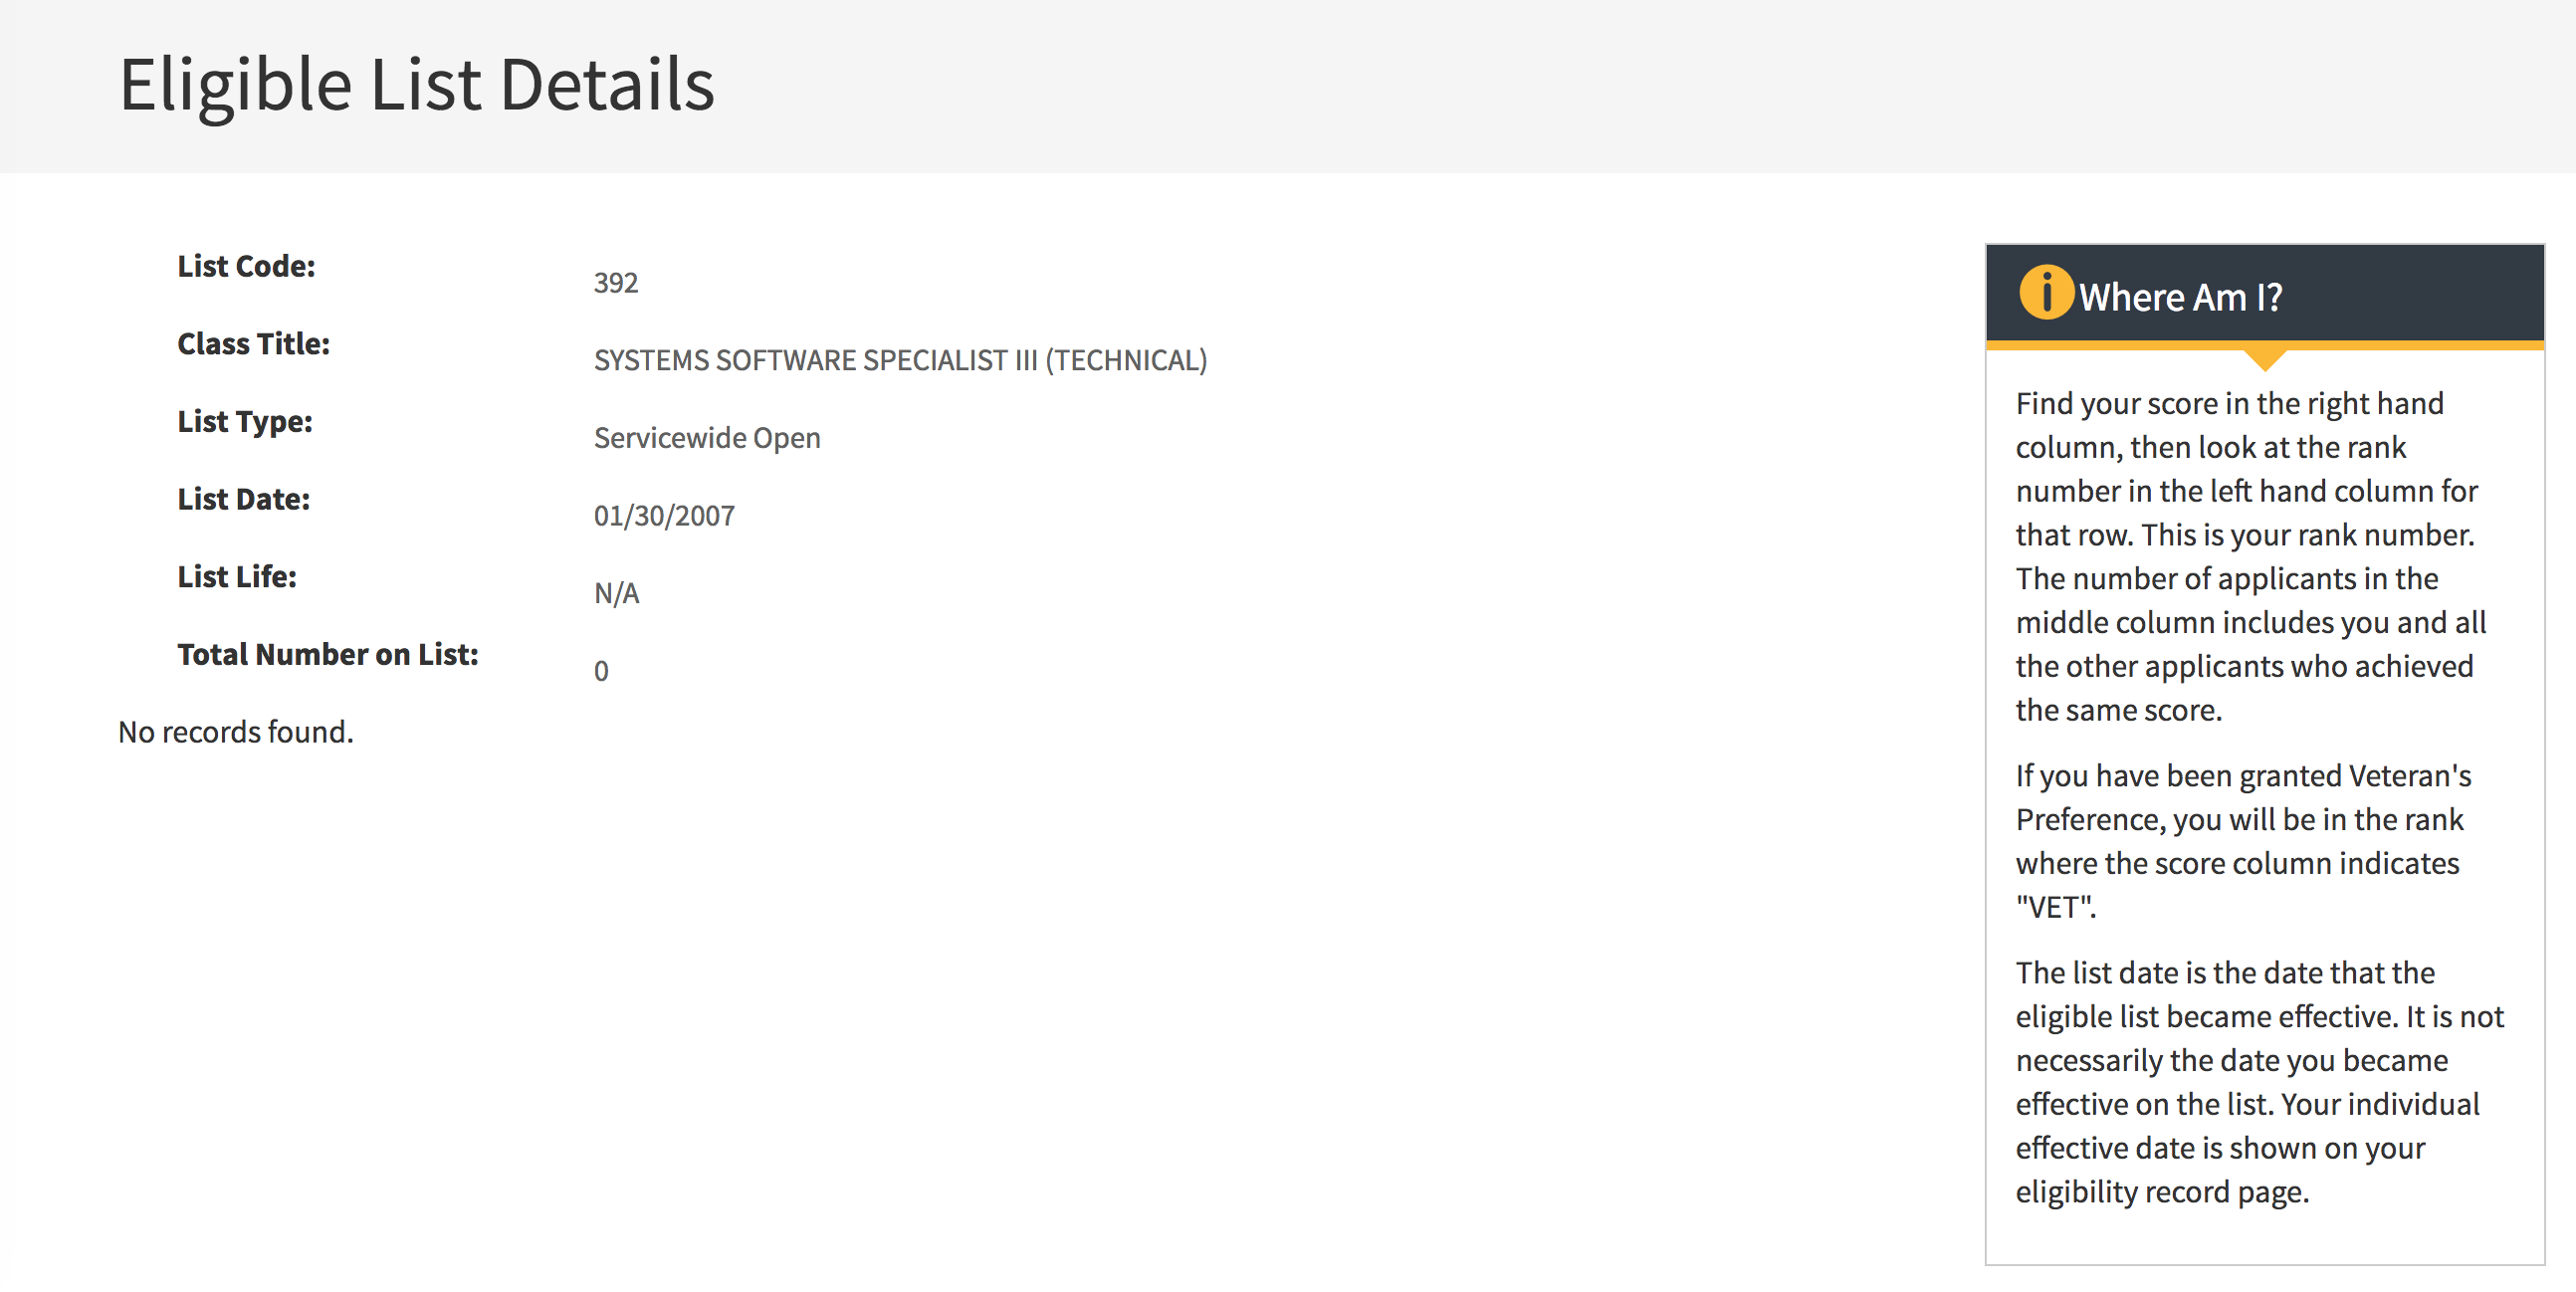 Eligible List Details
List Code:
392
Class Title:
SYSTEMS SOFTWARE SPECIALIST III (TECHNICAL)
List Type:
Servicewide Open
List Date:
01/30/2007
List Life:
N/A
Total Number on List:
0
No records found.
Where Am I?
Find your score in the right hand
column, then look at the rank
number in the left hand column for
that row. This is your rank number.
The number of applicants in the
middle column includes you and all
the other applicants who achieved
the same score.
If you have been granted Veteran's
Preference, you will be in the rank
where the score column indicates
"VET".
The list date is the date that the
eligible list became effective. It is not
necessarily the date you became
effective on the list. Your individual
effective date is shown on your
eligibility record page.